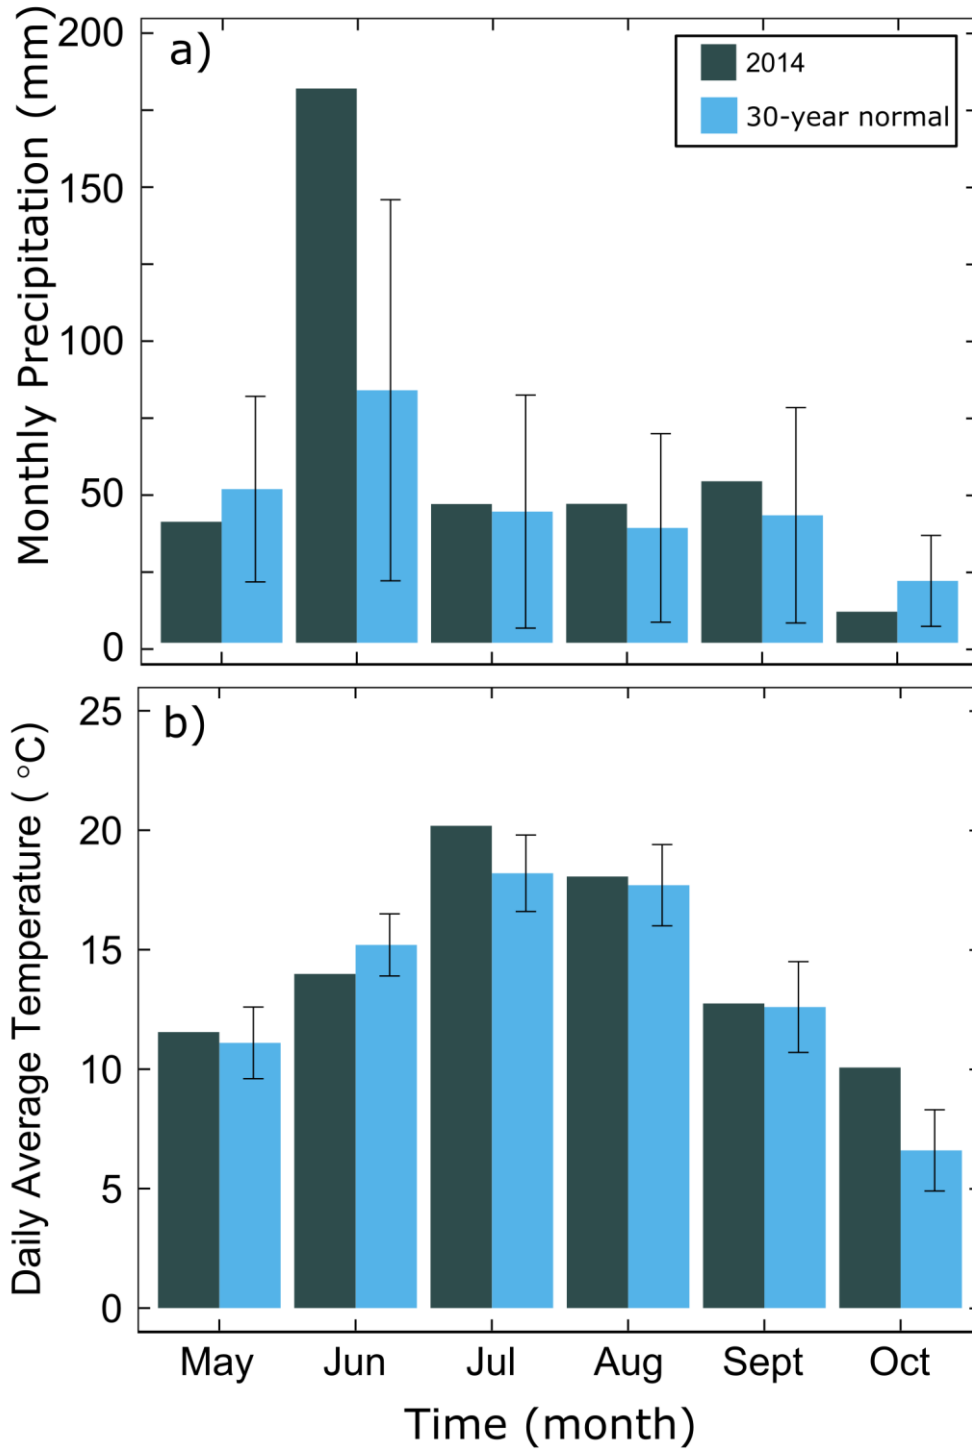 a)
2014
30-year normal
Monthly Precipitation (mm)
200
150
100
50
0
b)
Daily Average Temperature ( °C)
25
20
15
10
5
0
May Jun Jul Aug Sept Oct
Time (month)